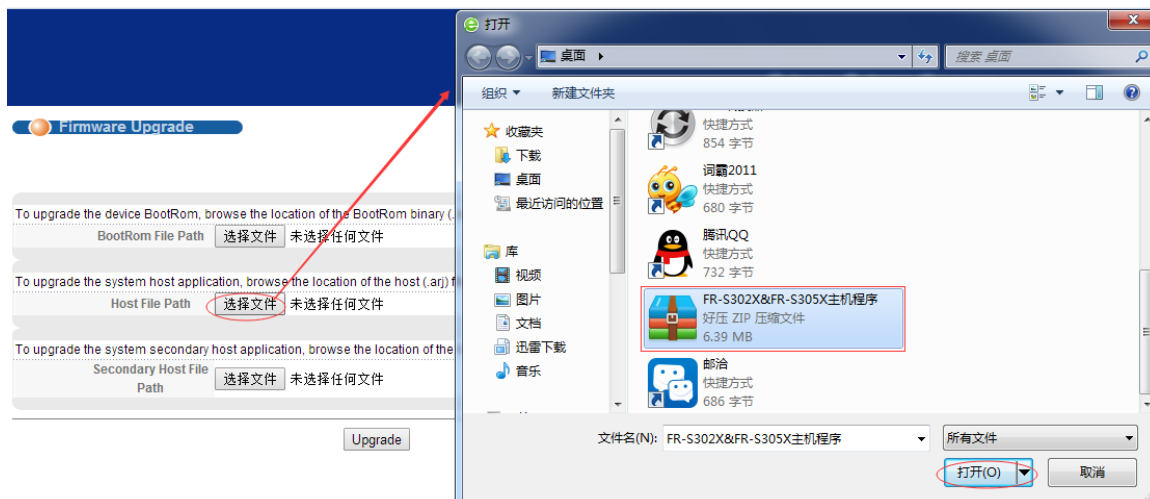 Firmware Upgrade
To upgrade the device BootRom, browse the location of the BootRom binary (.
BootRom File Path 选择文件 未选择任何文件
To upgrade the system host application, browse the location of the host (.arj) f
Host File Path 选择文件 未选择任何文件
To upgrade the system secondary host application, browse the location of the
Secondary Host File
Path
选择文件 未选择任何文件
Upgrade
打开
桌面
搜索 桌面
组织 新建文件夹
收藏夹
下载
桌面
最近访问的位置
库
视频
图片
文档
迅雷下载
音乐
快捷方式
854 字节
词霸2011
快捷方式
680 字节
腾讯QQ
快捷方式
732 字节
FR-S302X&FR-S305X主机程序
好压 ZIP 压缩文件
6.39 MB
邮洽
快捷方式
686 字节
文件名(N): FR-S302X&FR-S305X主机程序 所有文件
打开(O) 取消